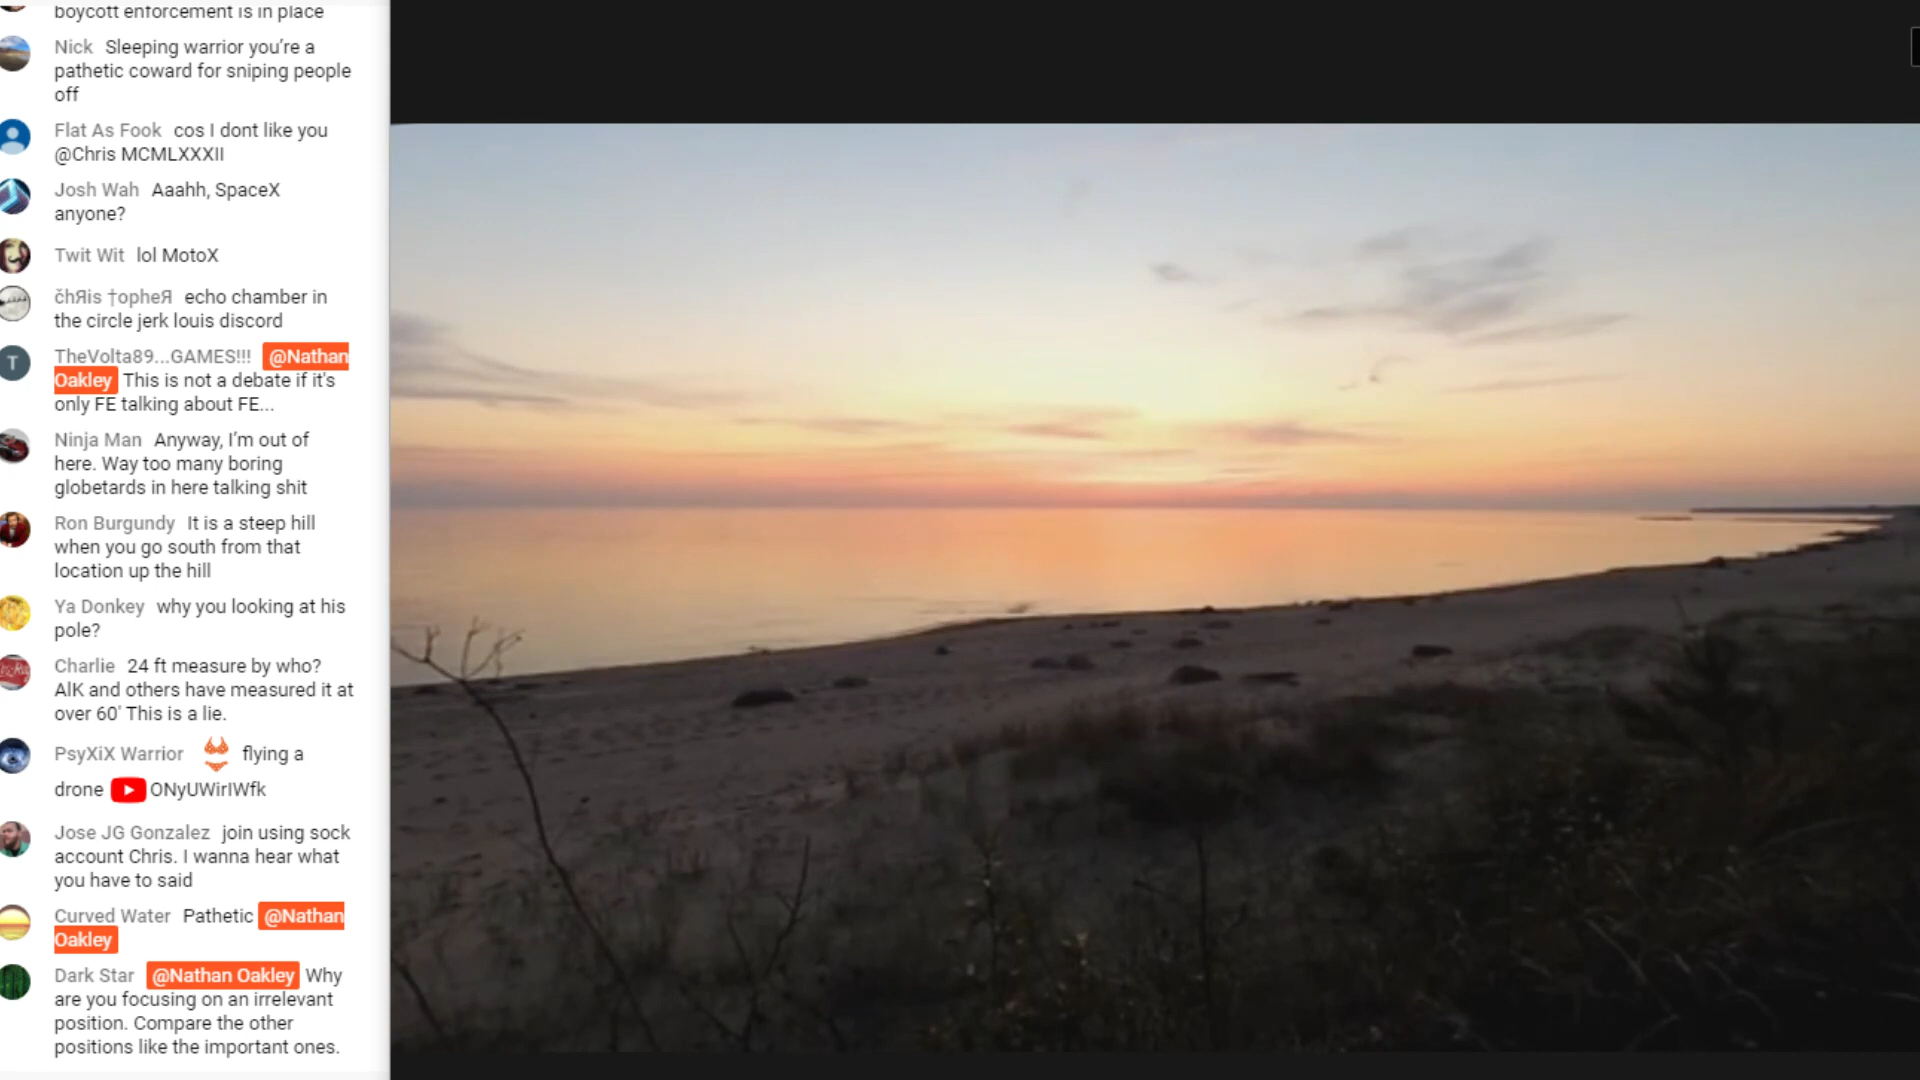 boycott enforcement is in place
Nick Sleeping warrior you're a
pathetic coward for sniping people
off
Flat As Fook cos I dont like you
@Chris MCMLXXXII
Josh Wah Aaahh, SpaceX
anyone?
Twit Wit lol MotoX
čhЯis †opheЯ echo chamber in
the circle jerk louis discord
T
TheVolta89...GAMES!!! @Nathan
Oakley This is not a debate if it's
only FE talking about FE...
Ninja Man Anyway, I'm out of
here. Way too many boring
globetards in here talking shit
Ron Burgundy It is a steep hill
when you go south from that
location up the hill
Ya Donkey why you looking at his
pole?
Charlie 24 ft measure by who?
AlK and others have measured it at
over 60' This is a lie.
PsyXiX Warrior flying a
drone ONyUWirIWfk
Jose JG Gonzalez join using sock
account Chris. I wanna hear what
you have to said
Curved Water Pathetic @Nathan
Oakley
Dark Star @Nathan Oakley Why
are you focusing on an irrelevant
position. Compare the other
positions like the important ones.